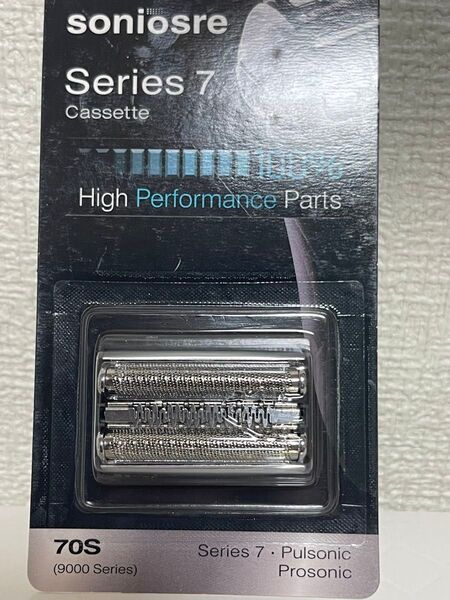 soniosre
Series 7
Cassette
100%
High Performance Parts
70S
(9000 Series)
Series 7 · Pulsonic
Prosonic